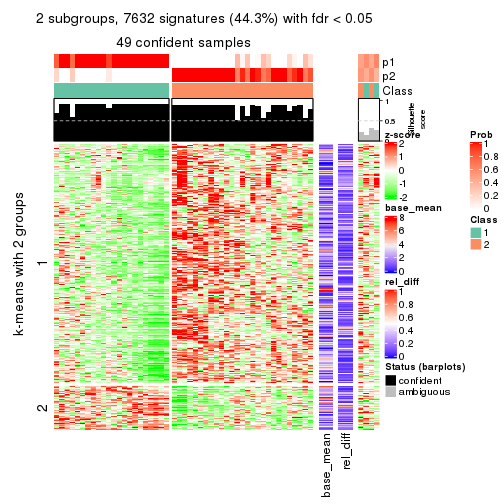 2 subgroups, 7632 signatures (44.3%) with fdr < 0.05
49 confident samples
p1
p2
Class
1
0.5
0
Silhouette
score
k-means with 2 groups
1
2
base_mean
rel_diff
z-score
2
1
0
-1
-2
base_mean
8
6
4
2
0
rel_diff
1
0.8
0.6
0.4
0.2
0
Status (barplots)
confident
ambiguous
Prob
1
0.8
0.6
0.4
0.2
0
Class
1
2